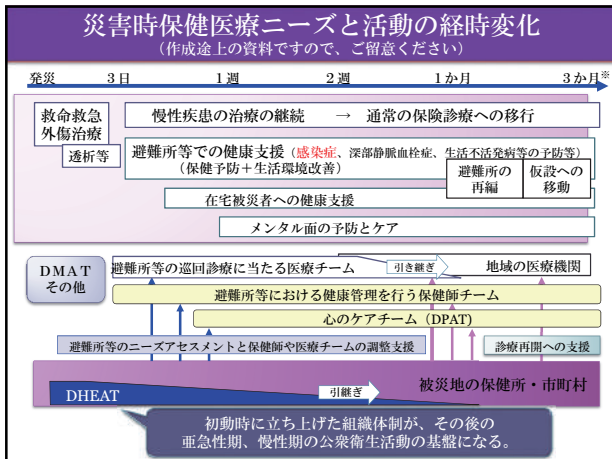 災害時保健医療ニーズと活動の経時変化
(作成途上の資料ですので、ご留意ください)
発災 3日 1週 2週 1か月 3か月※
救命救急
外傷治療
透析等
慢性疾患の治療の継続 → 通常の保険診療への移行
避難所等での健康支援(感染症、深部静脈血栓症、生活不活発病等の予防等)
(保健予防+生活環境改善)
避難所の
再編
仮設への
移動
在宅被災者への健康支援
メンタル面の予防とケア
DMAT
その他
避難所等の巡回診療に当たる医療チーム
引き継ぎ
地域の医療機関
避難所等における健康管理を行う保健師チーム
心のケアチーム(DPAT)
避難所等のニーズアセスメントと保健師や医療チームの調整支援
診療再開への支援
被災地の保健所・市町村
引継ぎ
DHEAT
初動時に立ち上げた組織体制が、その後の
亜急性期、慢性期の公衆衛生活動の基盤になる。